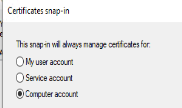 Certificates snap-in
This snap-in will always manage certificates for:
My user account
Service account
Computer account